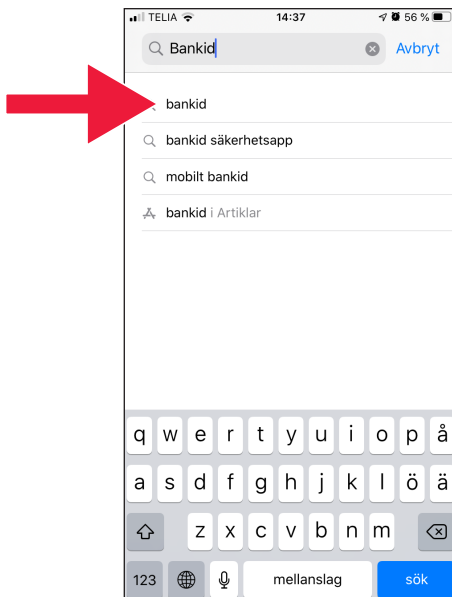 TELIA 14:37 56 %
Bankid Avbryt
bankid
bankid säkerhetsapp
mobilt bankid
bankid i Artiklar
q w e r t y u i o p å
a s d f g h j k l ö ä
z x c v b n m
123 mellanslag sök